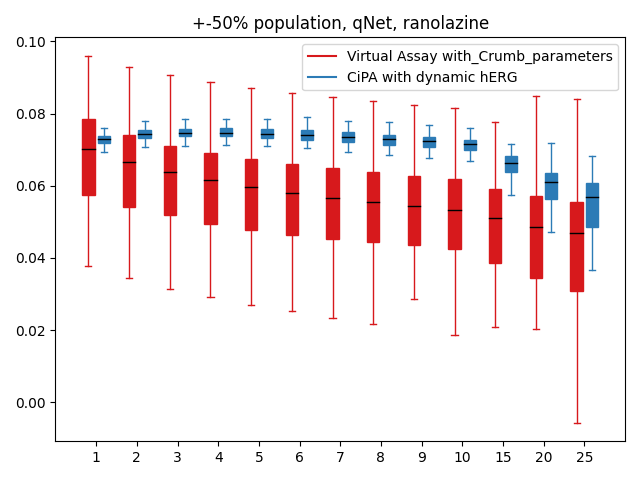 +-50% population, qNet, ranolazine
Virtual Assay with_Crumb_parameters
CiPA with dynamic hERG
0.10
0.08
0.06
0.04
0.02
0.00
1 2 3 4 5 6 7 8 9 10 15 20 25